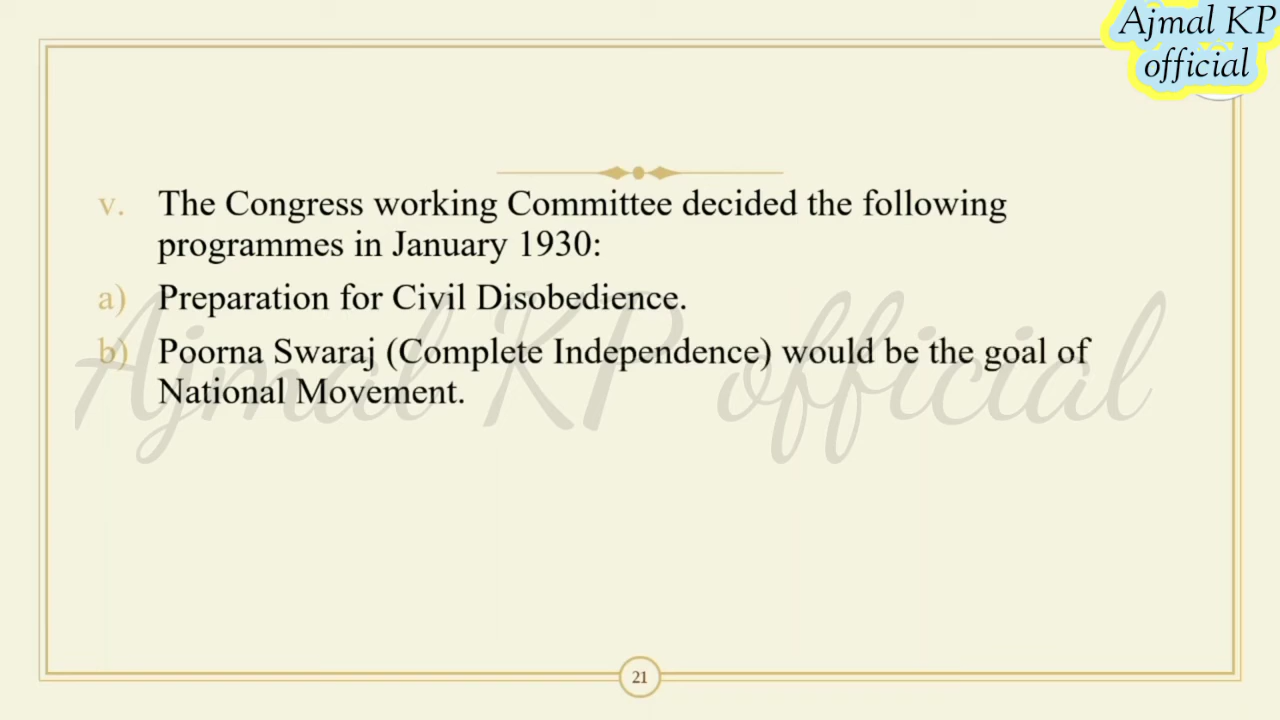 Ajmal KP
official
v. The Congress working Committee decided the following
programmes in January 1930:
a) Preparation for Civil Disobedience.
b) Poorna Swaraj (Complete Independence) would be the goal of
National Movement.
Ajmal KP official
21